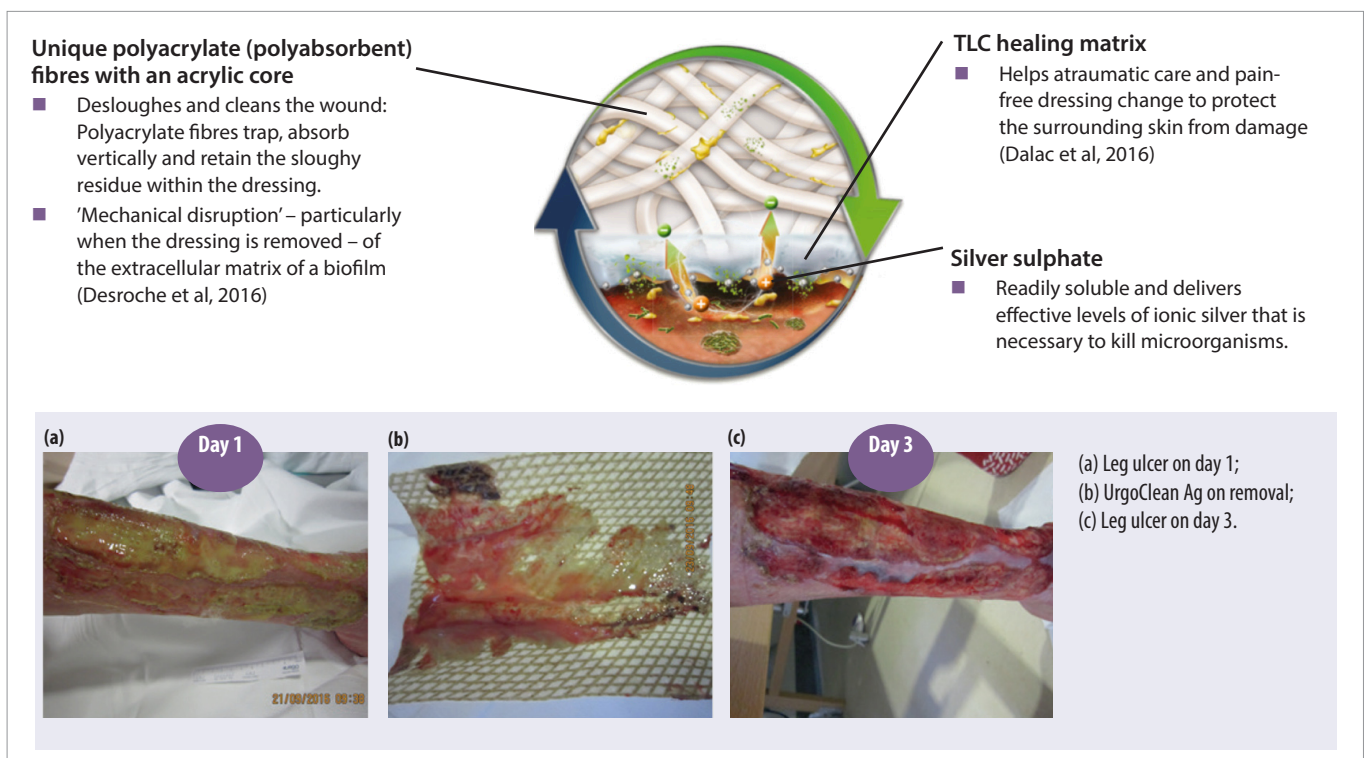 Unique polyacrylate (polyabsorbent)
fibres with an acrylic core
■ Desloughes and cleans the wound:
Polyacrylate fibres trap, absorb
vertically and retain the sloughy
residue within the dressing.
■ 'Mechanical disruption' – particularly
when the dressing is removed – of
the extracellular matrix of a biofilm
(Desroche et al, 2016)
TLC healing matrix
■ Helps atraumatic care and pain-
free dressing change to protect
the surrounding skin from damage
(Dalac et al, 2016)
Silver sulphate
■ Readily soluble and delivers
effective levels of ionic silver that is
necessary to kill microorganisms.
(a)
Day 1
21/09/2016
(b)
(c)
Day 3
(a) Leg ulcer on day 1;
(b) UrgoClean Ag on removal;
(c) Leg ulcer on day 3.